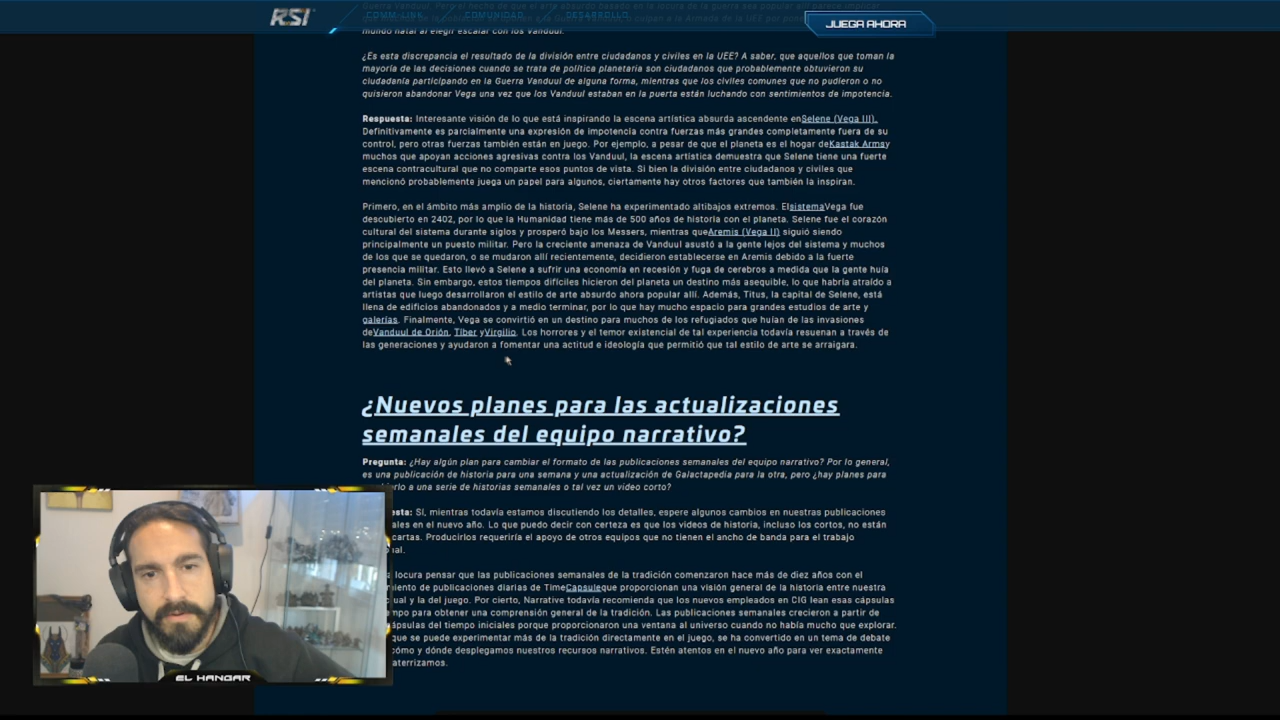 RSI
COMM-LINK
COMUNIDAD
DESARROLLO
JUEGA AHORA
mundo natal al elegir escalar con los Vanduul.
¿Es esta discrepancia el resultado de la división entre ciudadanos y civiles en la UEE? A saber, que aquellos que toman la
mayoría de las decisiones cuando se trata de política planetaria son ciudadanos que probablemente obtuvieron su
ciudadanía participando en la Guerra Vanduul de alguna forma, mientras que los civiles comunes que no pudieron o no
quisieron abandonar Vega una vez que los Vanduul estaban en la puerta están luchando con sentimientos de impotencia.
Respuesta: Interesante visión de lo que está inspirando la escena artística absurda ascendente enSelene (Vega III).
Definitivamente es parcialmente una expresión de impotencia contra fuerzas más grandes completamente fuera de su
control, pero otras fuerzas también están en juego. Por ejemplo, a pesar de que el planeta es el hogar deKastak Armsy
muchos que apoyan acciones agresivas contra los Vanduul, la escena artística demuestra que Selene tiene una fuerte
escena contracultural que no comparte esos puntos de vista. Si bien la división entre ciudadanos y civiles que
mencionó probablemente juega un papel para algunos, ciertamente hay otros factores que también la inspiran.
Primero, en el ámbito más amplio de la historia, Selene ha experimentado altibajos extremos. ElsistemaVega fue
descubierto en 2402, por lo que la Humanidad tiene más de 500 años de historia con el planeta. Selene fue el corazón
cultural del sistema durante siglos y prosperó bajo los Messers, mientras queAremis (Vega II) siguió siendo
principalmente un puesto militar. Pero la creciente amenaza de Vanduul asustó a la gente lejos del sistema y muchos
de los que se quedaron, o se mudaron allí recientemente, decidieron establecerse en Aremis debido a la fuerte
presencia militar. Esto llevó a Selene a sufrir una economía en recesión y fuga de cerebros a medida que la gente huía
del planeta. Sin embargo, estos tiempos difíciles hicieron del planeta un destino más asequible, lo que habría atraído a
artistas que luego desarrollaron el estilo de arte absurdo ahora popular allí. Además, Titus, la capital de Selene, está
llena de edificios abandonados y a medio terminar, por lo que hay mucho espacio para grandes estudios de arte y
galerías. Finalmente, Vega se convirtió en un destino para muchos de los refugiados que huían de las invasiones
deVanduul de Orión, Tíber yVirgilio. Los horrores y el temor existencial de tal experiencia todavía resuenan a través de
las generaciones y ayudaron a fomentar una actitud e ideología que permitió que tal estilo de arte se arraigara.
¿Nuevos planes para las actualizaciones
semanales del equipo narrativo?
Pregunta: ¿Hay algún plan para cambiar el formato de las publicaciones semanales del equipo narrativo? Por lo general,
es una publicación de historia para una semana y una actualización de Galactapedia para la otra, pero ¿hay planes para
a una serie de historias semanales o tal vez un video corto?
esta: Sí, mientras todavía estamos discutiendo los detalles, espere algunos cambios en nuestras publicaciones
ales en el nuevo año. Lo que puedo decir con certeza es que los videos de historia, incluso los cortos, no están
cartas. Producirlos requeriría el apoyo de otros equipos que no tienen el ancho de banda para el trabajo
nal.
locura pensar que las publicaciones semanales de la tradición comenzaron hace más de diez años con el
miento de publicaciones diarias de TimeCapsuleque proporcionan una visión general de la historia entre nuestra
cual y la del juego. Por cierto, Narrative todavía recomienda que los nuevos empleados en CIG lean esas cápsulas
empo para obtener una comprensión general de la tradición. Las publicaciones semanales crecieron a partir de
cápsulas del tiempo iniciales porque proporcionaron una ventana al universo cuando no había mucho que explorar.
que se puede experimentar más de la tradición directamente en el juego, se ha convertido en un tema de debate
cómo y dónde desplegamos nuestros recursos narrativos. Estén atentos en el nuevo año para ver exactamente
aterrizamos.
EL HANGAR